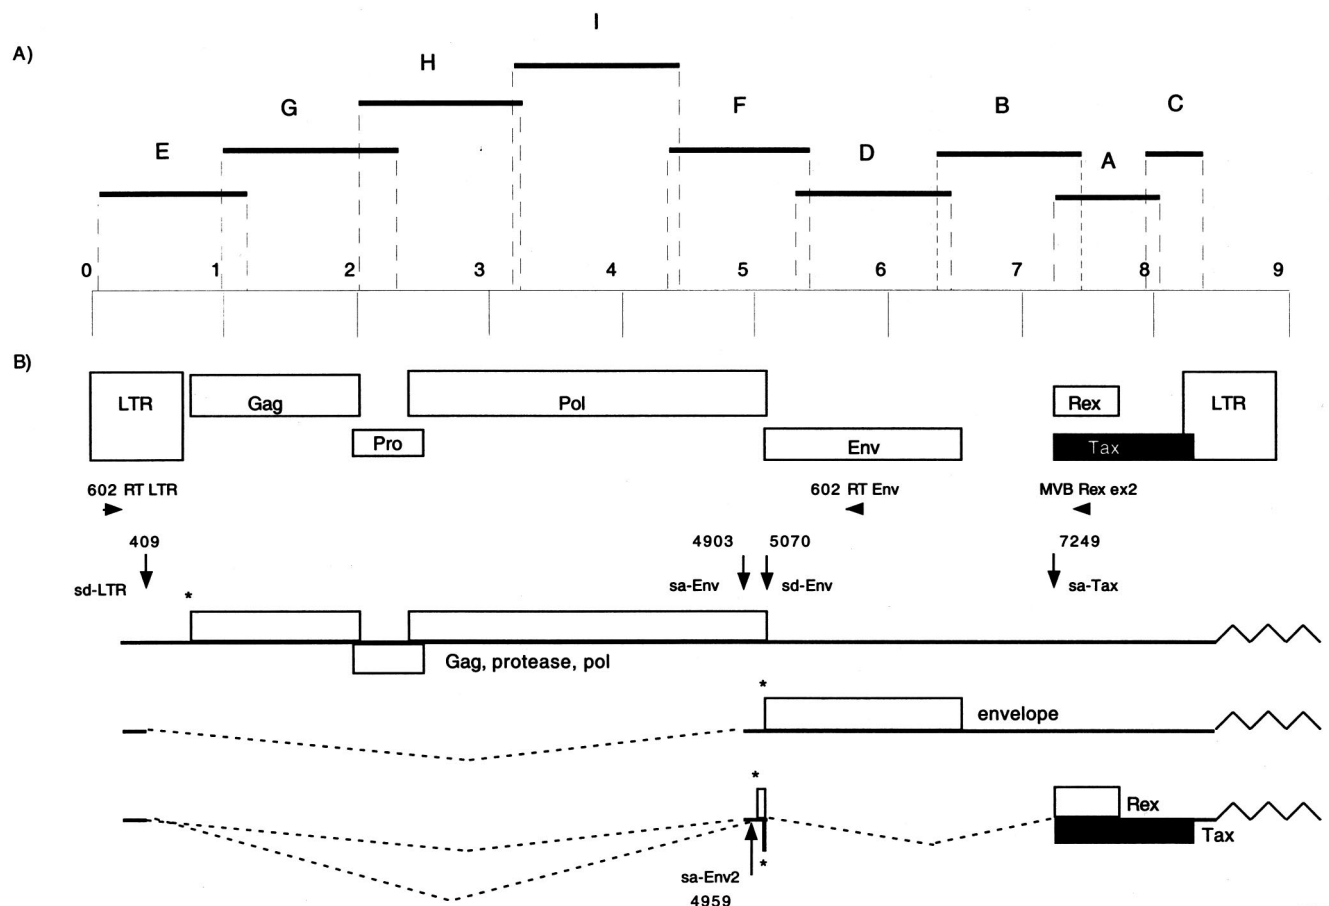 A)
I
H
G
F
B
C
E
D
A
0 1 2 3 4 5 6 7 8 9
B)
LTR Gag Pol Rex LTR
Pro Env Tax
602 RT LTR 602 RT Env MVB Rex ex2
409 4903 5070 7249
sd-LTR sa-Env sd-Env sa-Tax
*
Gag, protease, pol
*
envelope
*
Rex
Tax
*
sa-Env2
4959